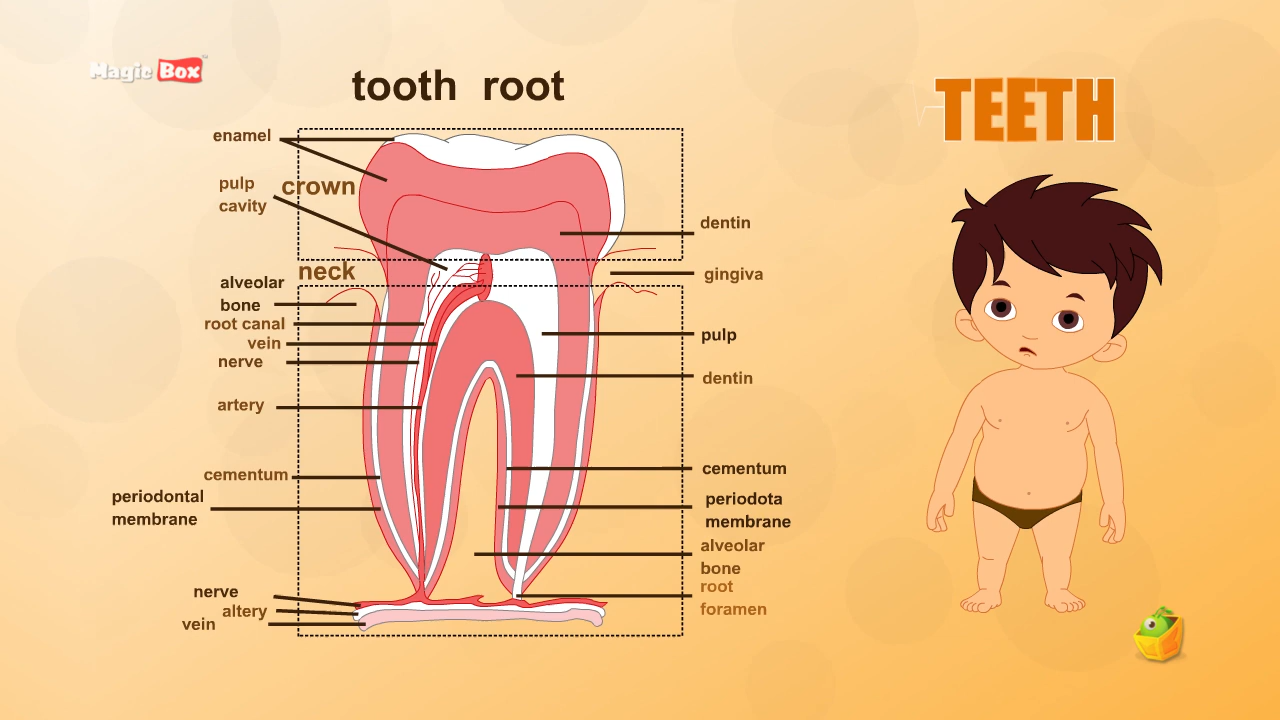 Magic Box
tooth root
TEETH
enamel
pulp
cavity
crown
neck
alveolar
bone
root canal
vein
nerve
artery
cementum
periodontal
membrane
nerve
altery
vein
dentin
gingiva
pulp
dentin
cementum
periodota
membrane
alveolar
bone
root
foramen